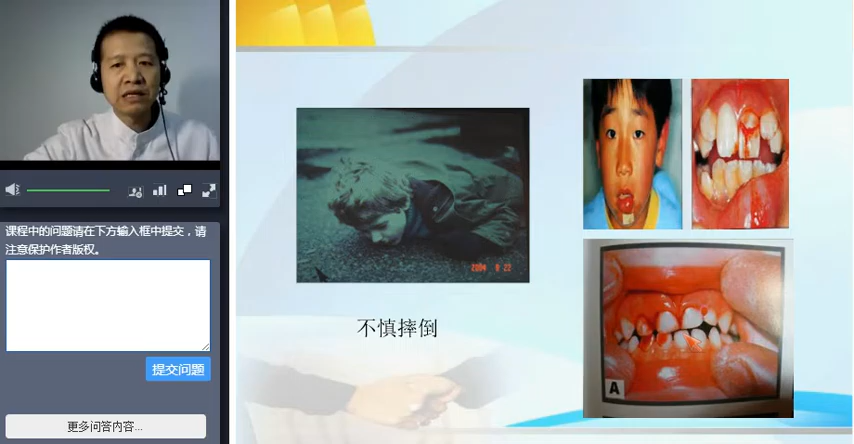 课程中的问题请在下方输入框中提交，请
注意保护作者版权。
提交问题
更多问答内容...
2004 8 22
不慎摔倒
A